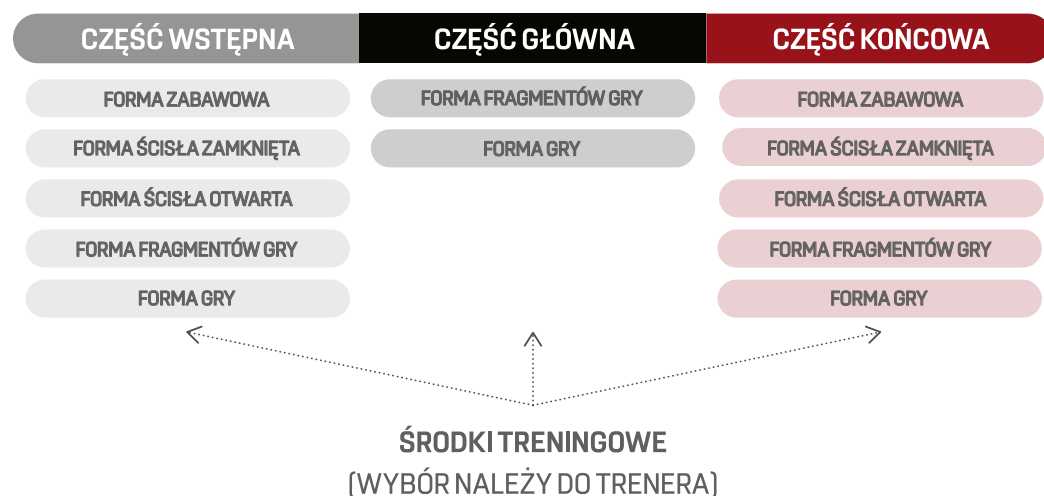 CZĘŚĆ WSTĘPNA
CZĘŚĆ GŁÓWNA
CZĘŚĆ KOŃCOWA
FORMA ZABAWOWA
FORMA ŚCISŁA ZAMKNIĘTA
FORMA ŚCISŁA OTWARTA
FORMA FRAGMENTÓW GRY
FORMA GRY
FORMA FRAGMENTÓW GRY
FORMA GRY
FORMA ZABAWOWA
FORMA ŚCISŁA ZAMKNIĘTA
FORMA ŚCISŁA OTWARTA
FORMA FRAGMENTÓW GRY
FORMA GRY
ŚRODKI TRENINGOWE
(WYBÓR NALEŻY DO TRENERA)